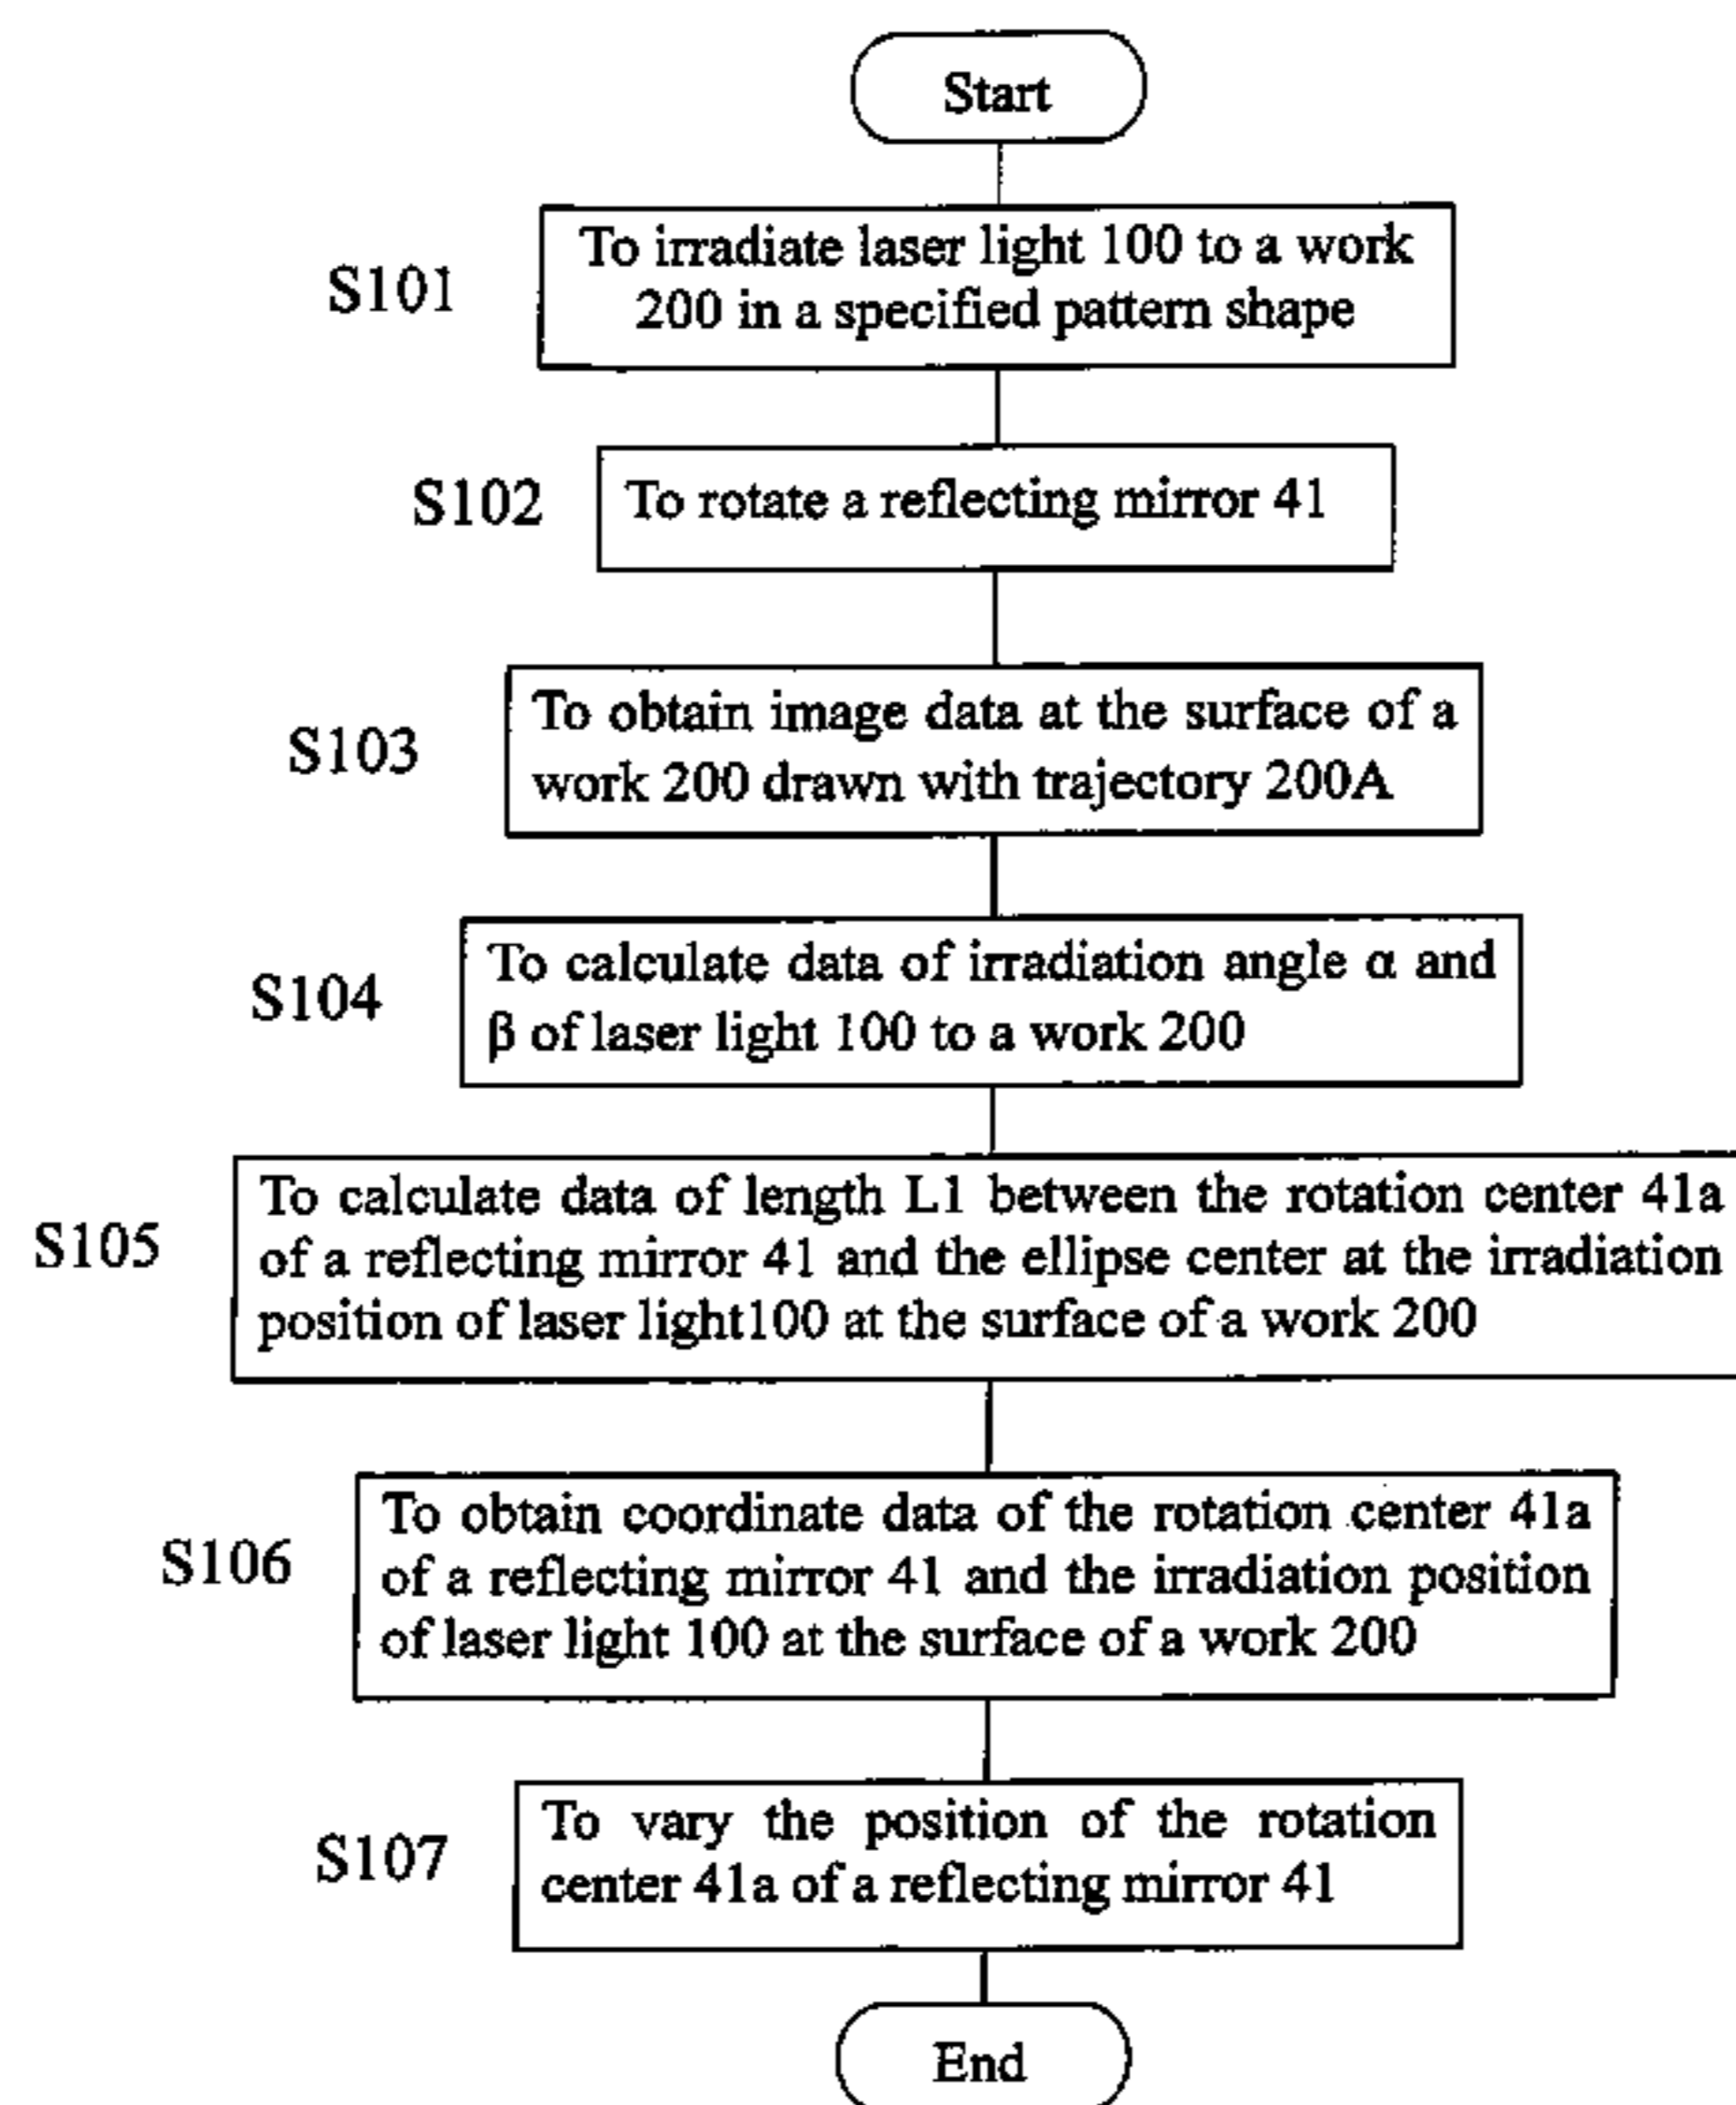 Start
S101
To irradiate laser light 100 to a work
200 in a specified pattern shape
S102
To rotate a reflecting mirror 41
S103
To obtain image data at the surface of a
work 200 drawn with trajectory 200A
S104
To calculate data of irradiation angle α and
β of laser light 100 to a work 200
S105
To calculate data of length L1 between the rotation center 41a
of a reflecting mirror 41 and the ellipse center at the irradiation
position of laser light100 at the surface of a work 200
S106
To obtain coordinate data of the rotation center 41a
of a reflecting mirror 41 and the irradiation position
of laser light 100 at the surface of a work 200
S107
To vary the position of the rotation
center 41a of a reflecting mirror 41
End